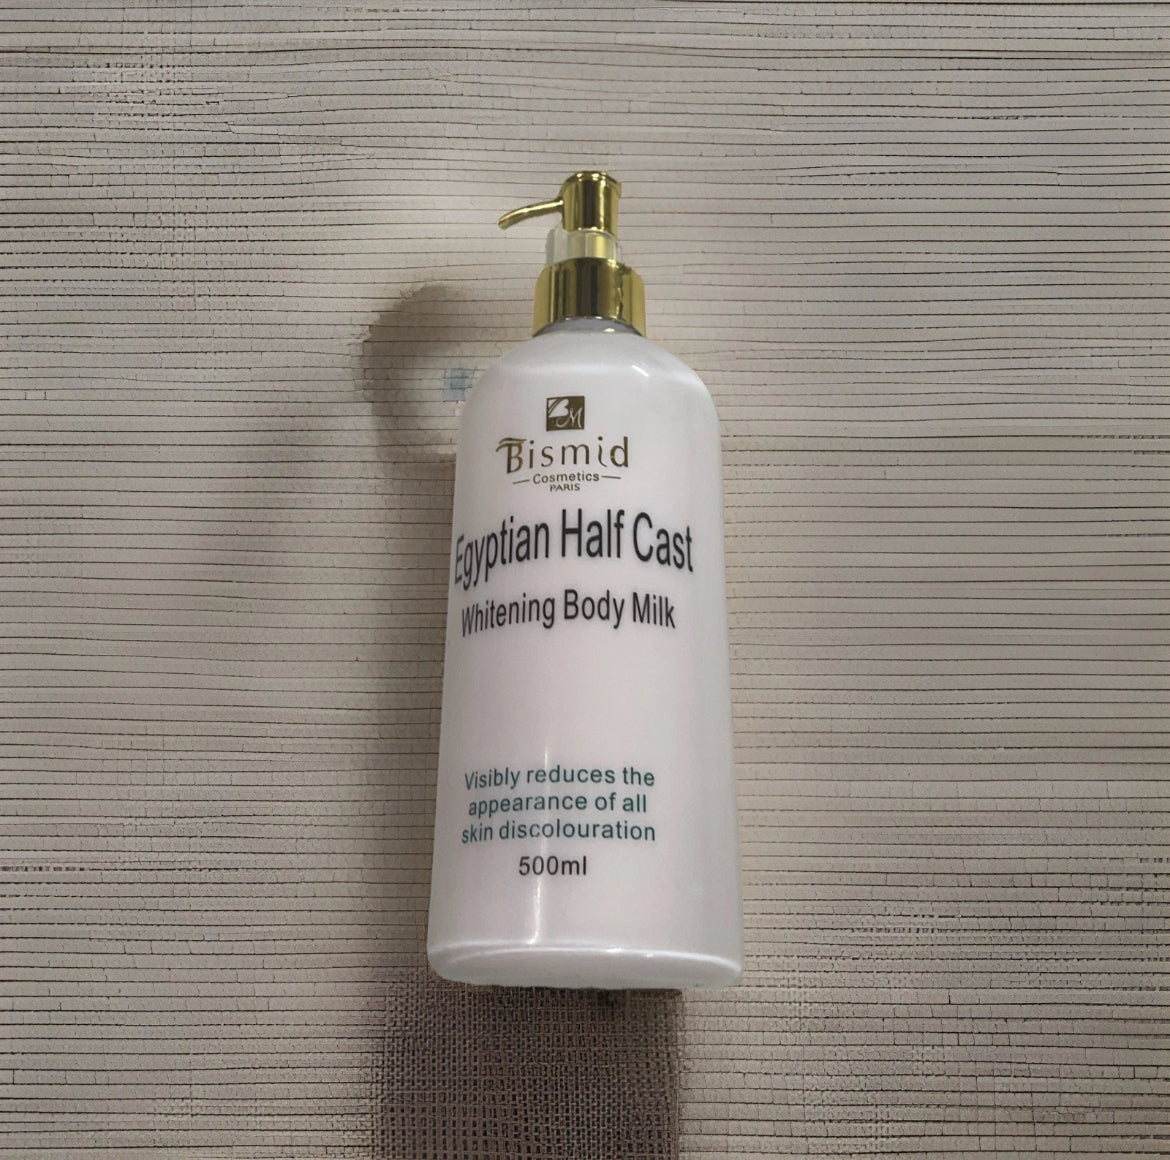 BM
Bismid
Cosmetics
PARIS
Egyptian Half Cast
Whitening Body Milk
Visibly reduces the
appearance of all
skin discolouration
500ml